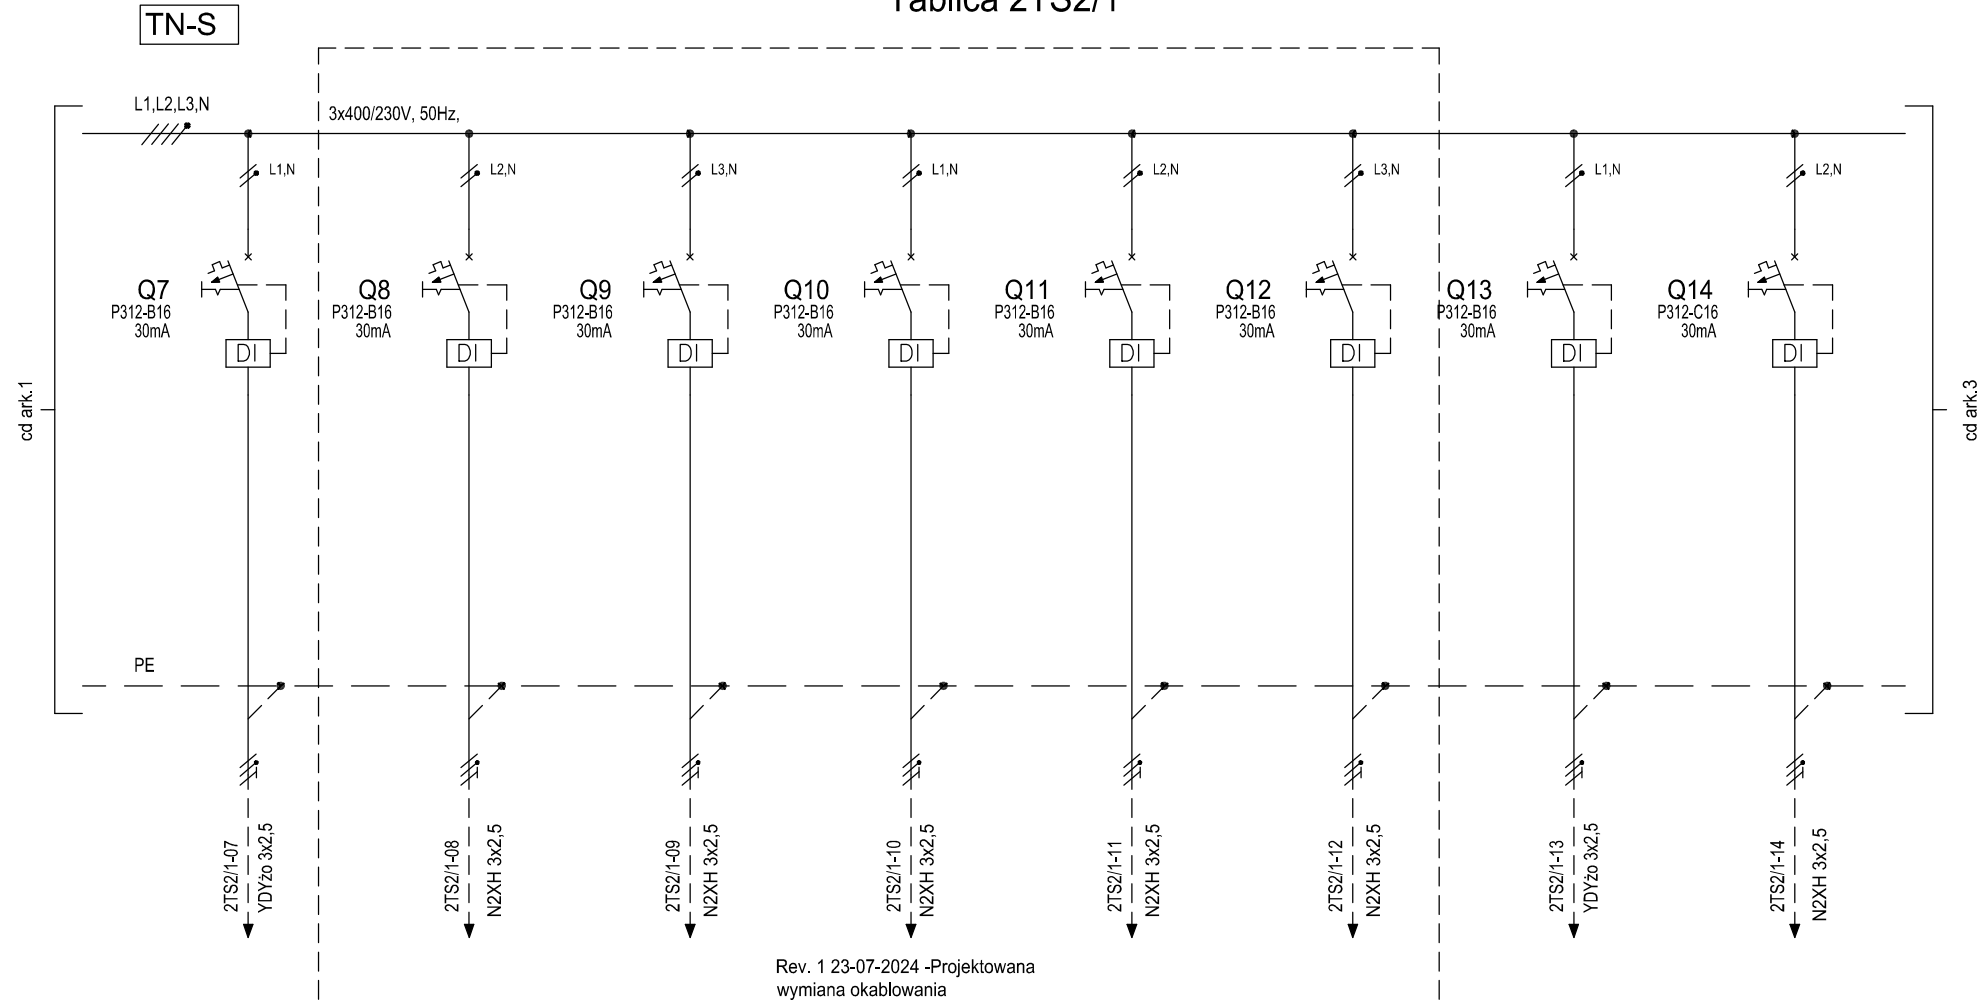 Tablica 2TS2/1
TN-S
L1,L2,L3,N
3x400/230V, 50Hz,
L1,N
L2,N
L3,N
L1,N
L2,N
L3,N
L1,N
L2,N
Q7
P312-B16
30mA
DI
Q8
P312-B16
30mA
DI
Q9
P312-B16
30mA
DI
Q10
P312-B16
30mA
DI
Q11
P312-B16
30mA
DI
Q12
P312-B16
30mA
DI
Q13
P312-B16
30mA
DI
Q14
P312-C16
30mA
DI
cd ark.1
cd ark.3
PE
2TS2/1-07
YDYżo 3x2,5
2TS2/1-08
N2XH 3x2,5
2TS2/1-09
N2XH 3x2,5
2TS2/1-10
N2XH 3x2,5
2TS2/1-11
N2XH 3x2,5
2TS2/1-12
N2XH 3x2,5
2TS2/1-13
YDYżo 3x2,5
2TS2/1-14
N2XH 3x2,5
Rev. 1 23-07-2024 -Projektowana
wymiana okablowania